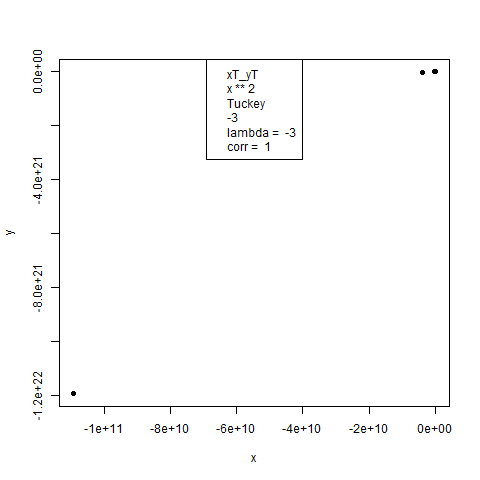 xT_yT
x ** 2
Tuckey
-3
lambda = -3
corr = 1
0.0e+00
-4.0e+21
-8.0e+21
-1.2e+22
y
-1e+11
-8e+10
-6e+10
-4e+10
-2e+10
0e+00
x